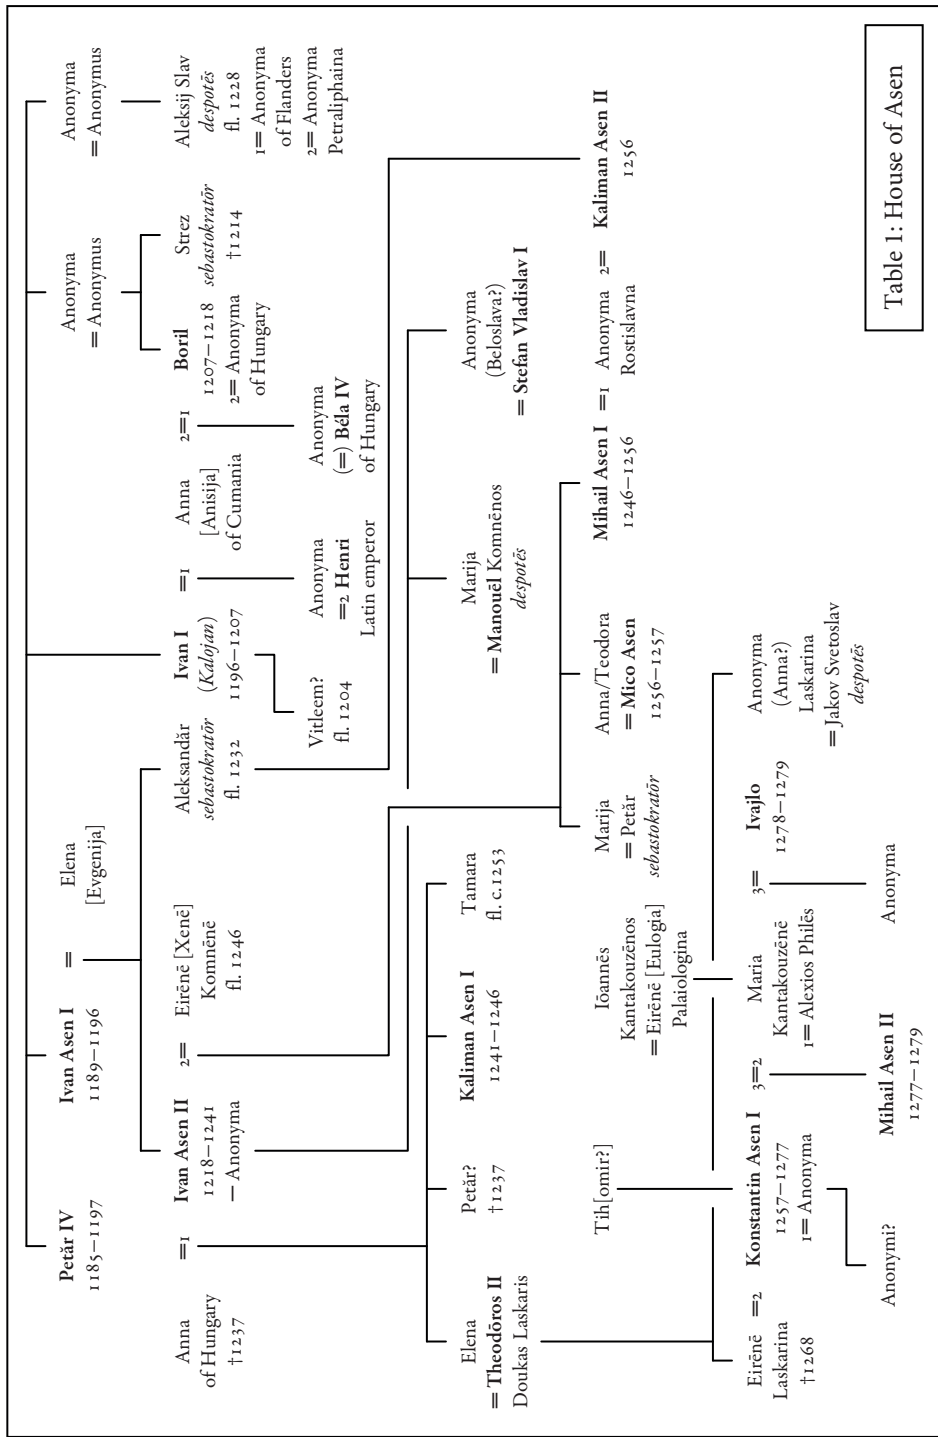 Petăr IV
1185–1197
Ivan Asen I
1189–1196
=
Elena
[Evgenija]
Anonyma
= Anonymus
Anonyma
= Anonymus
Anna
of Hungary
†1237
=1
Ivan Asen II
1218–1241
– Anonyma
2=
Eirēnē [Xenē]
Komnēnē
fl. 1246
Aleksandăr
sebastokratōr
fl. 1232
Ivan I
(Kalojan)
1196–1207
=1
Anna
[Anisija]
of Cumania
2=1
Boril
1207–1218
2= Anonyma
of Hungary
Strez
sebastokratōr
†1214
Aleksij Slav
despotēs
fl. 1228
1= Anonyma
of Flanders
2= Anonyma
Petraliphaina
Vitleem?
fl. 1204
Anonyma
=2 Henri
Latin emperor
Anonyma
(=) Béla IV
of Hungary
Elena
= Theodōros II
Doukas Laskaris
Petăr?
†1237
Kaliman Asen I
1241–1246
Tamara
fl. c.1253
Marija
= Manouēl Komnēnos
despotēs
Anonyma
(Beloslava?)
= Stefan Vladislav I
Tih[omir?]
Iōannēs
Kantakouzēnos
= Eirēnē [Eulogia]
Palaiologina
Marija
= Petăr
sebastokratōr
Anna/Teodora
= Mico Asen
1256–1257
Mihail Asen I
1246–1256
=1
Anonyma
Rostislavna
2=
Kaliman Asen II
1256
Eirēnē
Laskarina
†1268
=2
Konstantin Asen I
1257–1277
1= Anonyma
3=2
Maria
Kantakouzēnē
1= Alexios Philēs
3=
Ivajlo
1278–1279
Anonyma
(Anna?)
Laskarina
= Jakov Svetoslav
despotēs
Anonymi?
Mihail Asen II
1277–1279
Anonyma
Table 1: House of Asen